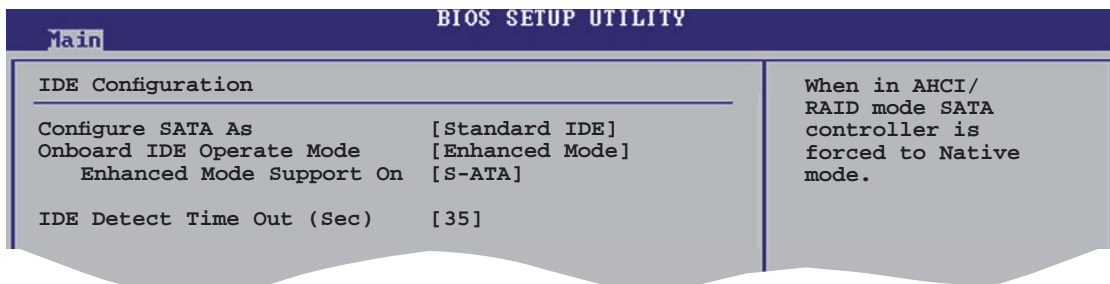 BIOS SETUP UTILITY
Main
IDE Configuration
Configure SATA As [Standard IDE]
Onboard IDE Operate Mode [Enhanced Mode]
Enhanced Mode Support On [S-ATA]
IDE Detect Time Out (Sec) [35]
When in AHCI/
RAID mode SATA
controller is
forced to Native
mode.